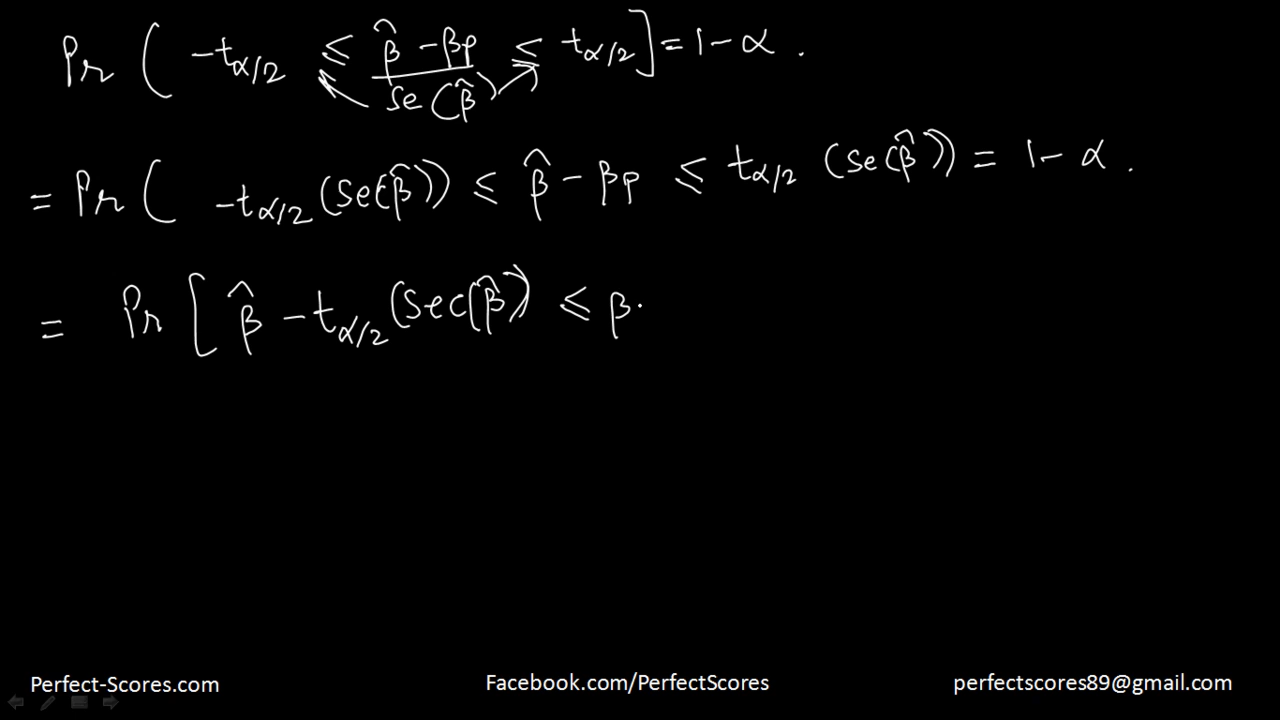 Pr ( -tα/2 ≤ (β̂ - βp)/se(β̂) ≤ tα/2 ] = 1 - α .
= Pr ( -tα/2 (se(β̂)) ≤ β̂ - βp ≤ tα/2 (se(β̂)) = 1 - α .
= Pr [ β̂ - tα/2 (se(β̂) ≤ β.
Perfect-Scores.com Facebook.com/PerfectScores perfectscores89@gmail.com